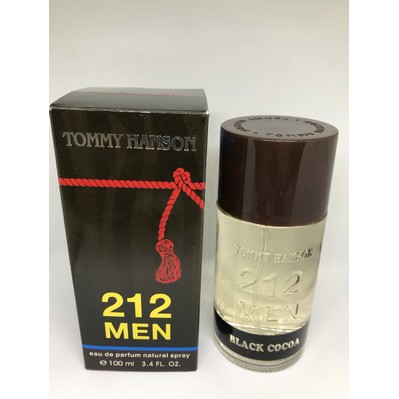 TOMMY HANSON
212
MEN
eau de parfum natural spray
e 100 ml 3.4 FL. OZ.
TOMMY HANSON
212
MEN
BLACK COCOA